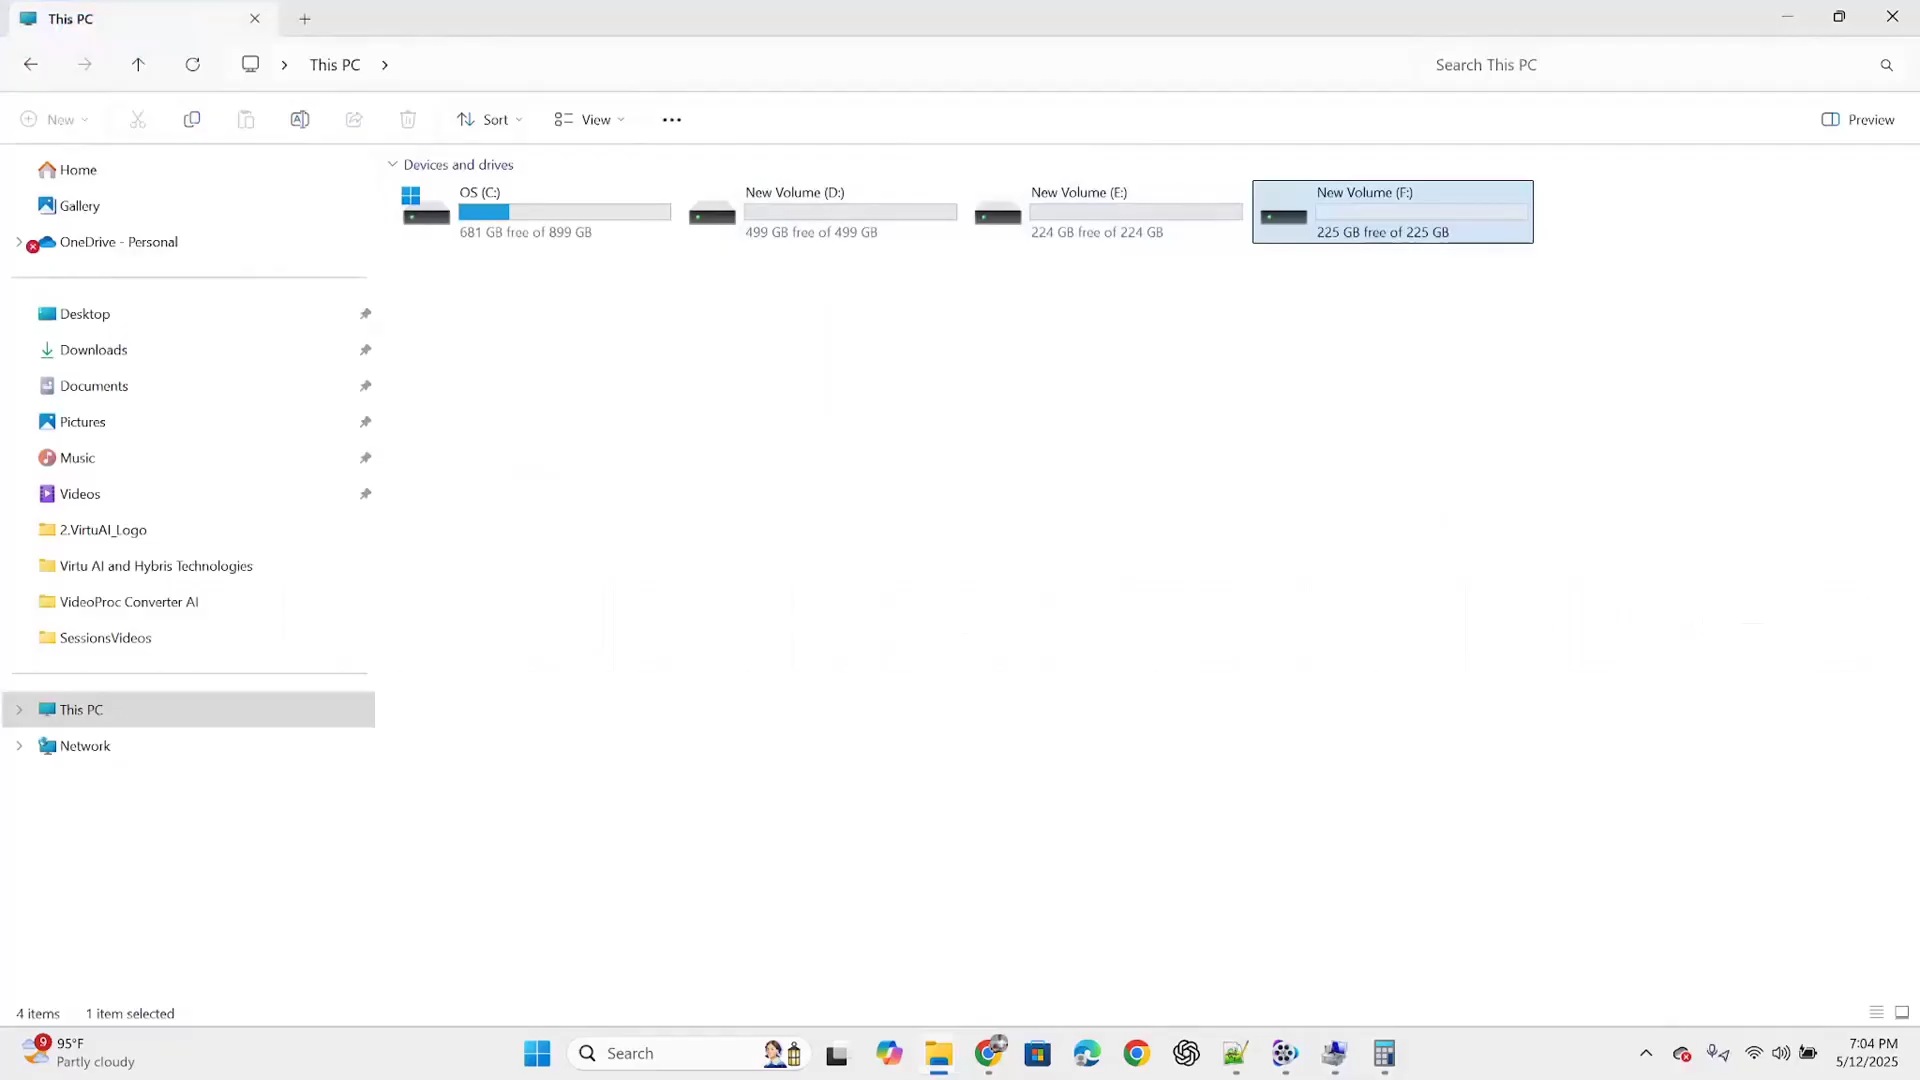 This PC
This PC
Search This PC
New
Sort
View
Preview
Home
Gallery
OneDrive - Personal
Desktop
Downloads
Documents
Pictures
Music
Videos
2.VirtuAI_Logo
Virtu AI and Hybris Technologies
VideoProc Converter AI
SessionsVideos
This PC
Network
Devices and drives
OS (C:)
681 GB free of 899 GB
New Volume (D:)
499 GB free of 499 GB
New Volume (E:)
224 GB free of 224 GB
New Volume (F:)
225 GB free of 225 GB
4 items 1 item selected
9
95°F
Partly cloudy
Search
7:04 PM
5/12/2025